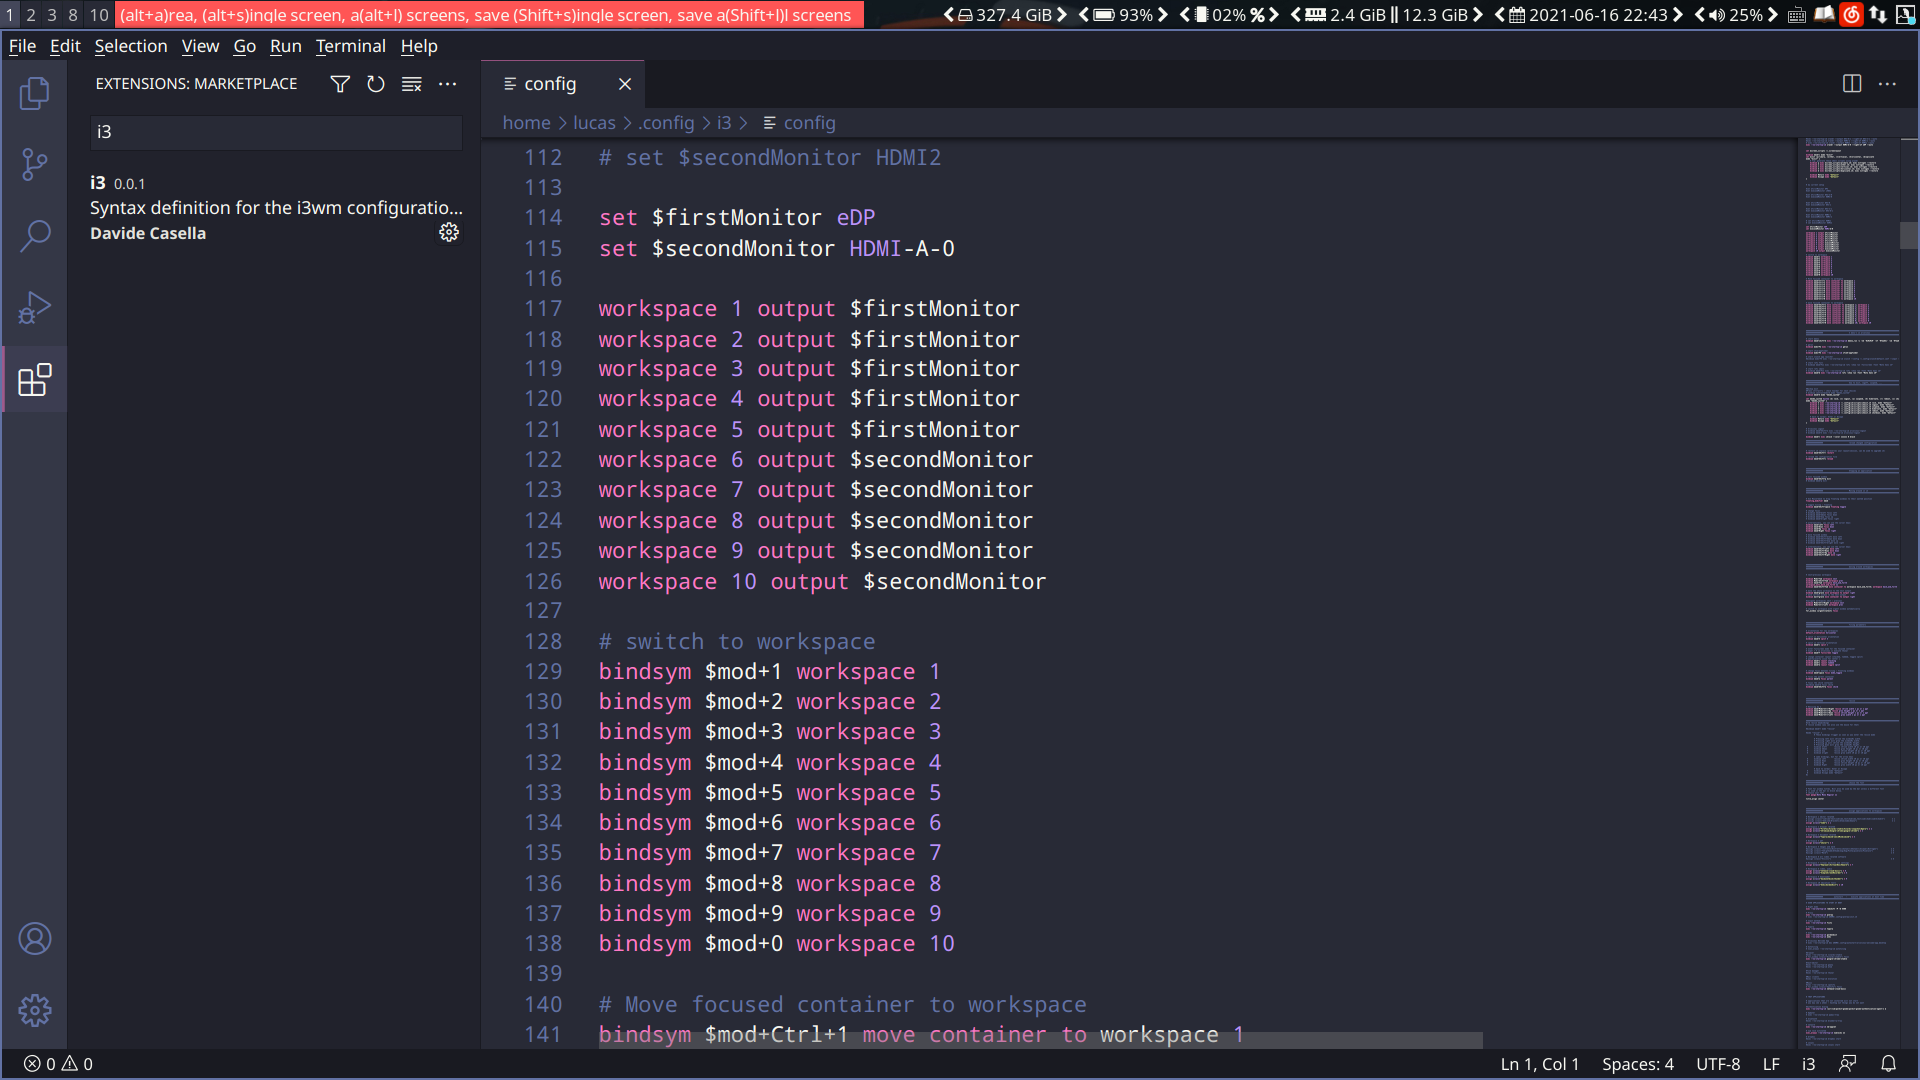 1 2 3 8 10 (alt+a)rea, (alt+s)ingle screen, a(alt+l) screens, save (Shift+s)ingle screen, save a(Shift+l)l screens 327.4 GiB 93% 02% 2.4 GiB 12.3 GiB 2021-06-16 22:43 25%
File Edit Selection View Go Run Terminal Help
EXTENSIONS: MARKETPLACE
i3
i3 0.0.1
Syntax definition for the i3wm configuratio...
Davide Casella
config
home > lucas > .config > i3 > config
112 # set $secondMonitor HDMI2
113
114 set $firstMonitor eDP
115 set $secondMonitor HDMI-A-0
116
117 workspace 1 output $firstMonitor
118 workspace 2 output $firstMonitor
119 workspace 3 output $firstMonitor
120 workspace 4 output $firstMonitor
121 workspace 5 output $firstMonitor
122 workspace 6 output $secondMonitor
123 workspace 7 output $secondMonitor
124 workspace 8 output $secondMonitor
125 workspace 9 output $secondMonitor
126 workspace 10 output $secondMonitor
127
128 # switch to workspace
129 bindsym $mod+1 workspace 1
130 bindsym $mod+2 workspace 2
131 bindsym $mod+3 workspace 3
132 bindsym $mod+4 workspace 4
133 bindsym $mod+5 workspace 5
134 bindsym $mod+6 workspace 6
135 bindsym $mod+7 workspace 7
136 bindsym $mod+8 workspace 8
137 bindsym $mod+9 workspace 9
138 bindsym $mod+0 workspace 10
139
140 # Move focused container to workspace
141 bindsym $mod+Ctrl+1 move container to workspace 1
0 0
Ln 1, Col 1 Spaces: 4 UTF-8 LF i3